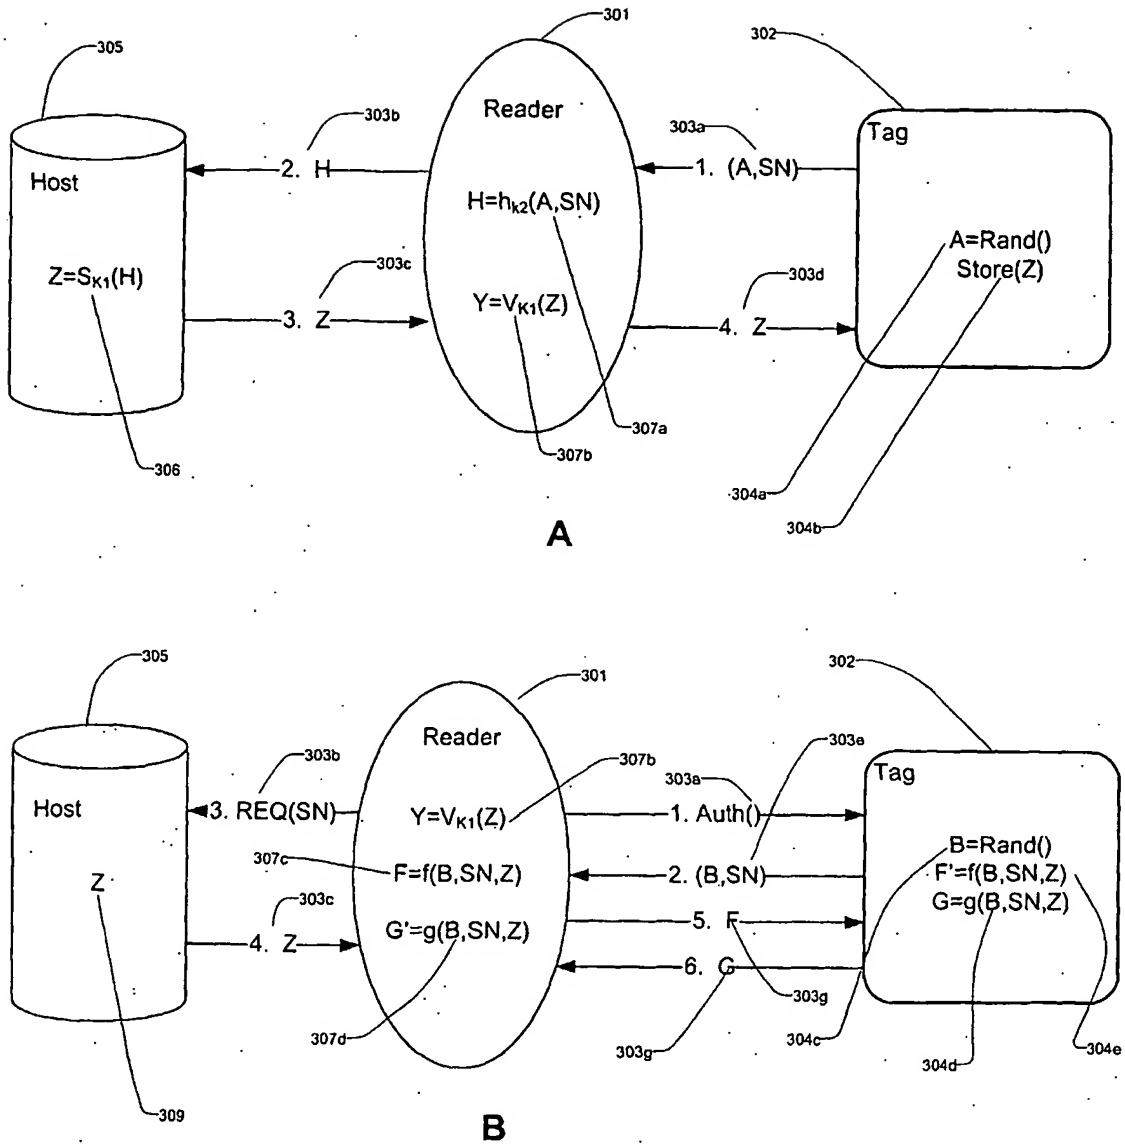 301
305
302
303b
303a
Reader
Tag
2. H
1. (A,SN)
Host
H=hk2(A,SN)
A=Rand()
Store(Z)
303c
303d
Z=SK1(H)
Y=VK1(Z)
3. Z
4. Z
307a
307b
306
304a
304b
A
305
301
302
303b
307b
303a
303e
Reader
Tag
Host
3. REQ(SN)
Y=VK1(Z)
1. Auth()
B=Rand()
307c
F=f(B,SN,Z)
2. (B,SN)
F'=f(B,SN,Z)
Z
303c
G=g(B,SN,Z)
G'=g(B,SN,Z)
5. F
4. Z
6. G
303g
307d
303g
304c
304d
304e
309
B